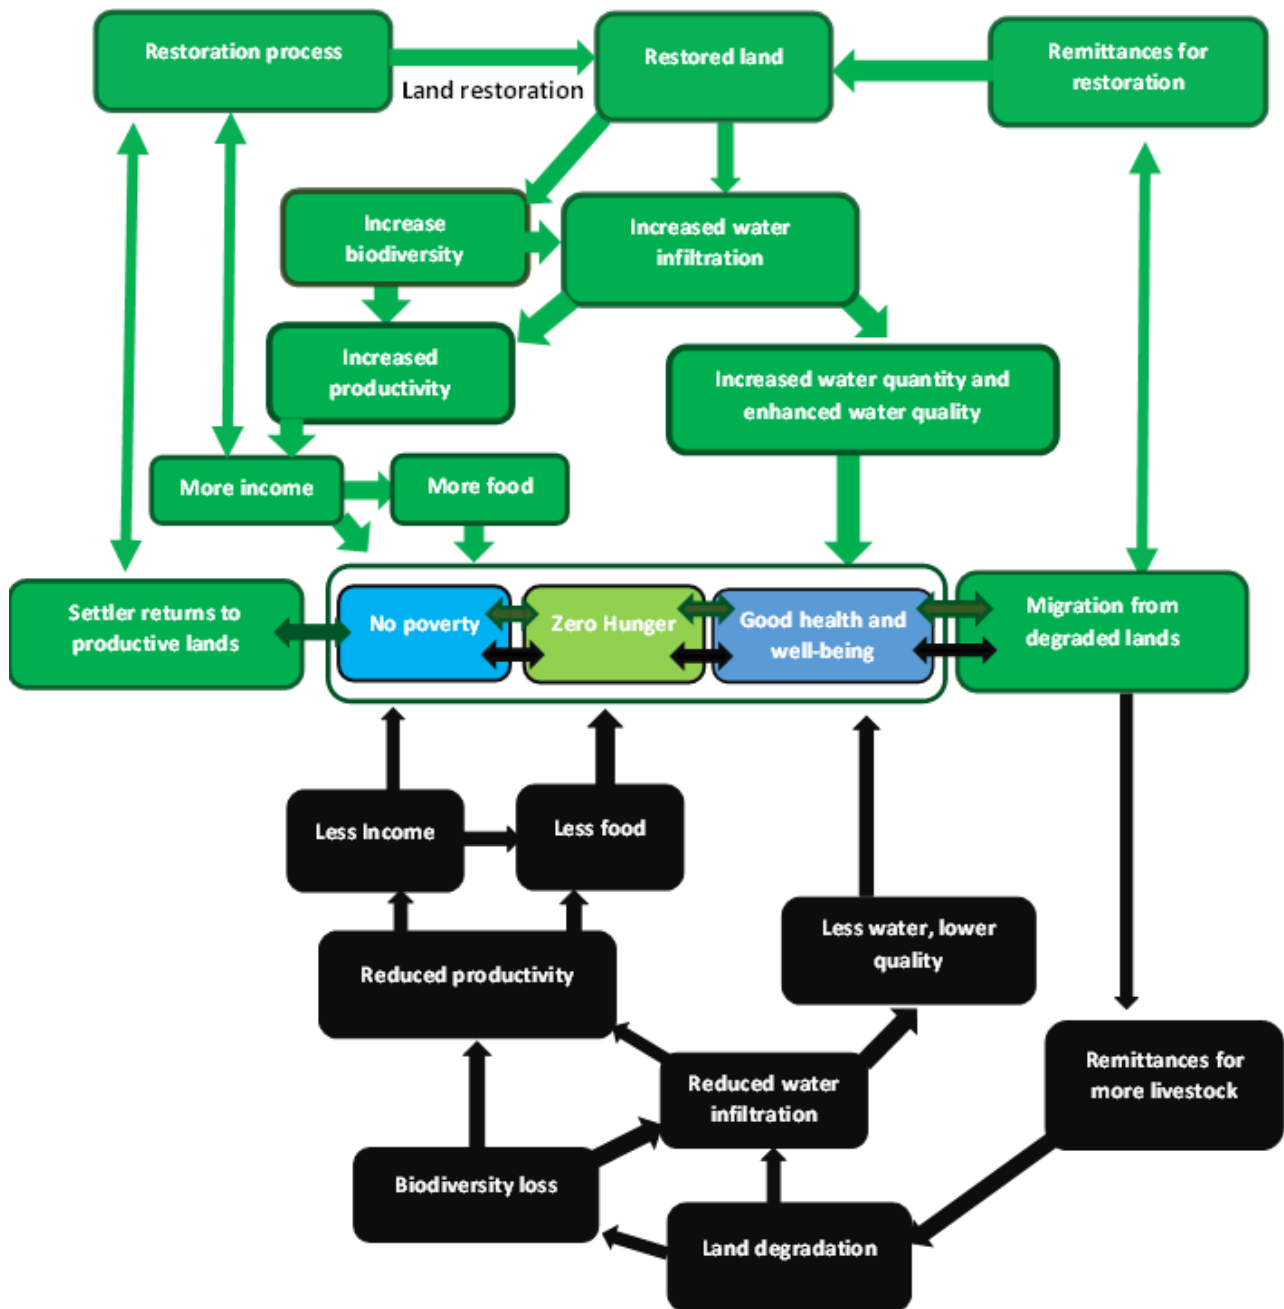 Restoration process
Land restoration
Restored land
Remittances for
restoration
Increase
biodiversity
Increased water
infiltration
Increased
productivity
Increased water quantity and
enhanced water quality
More income
More food
Settler returns to
productive lands
No poverty
Zero Hunger
Good health and
well-being
Migration from
degraded lands
Less Income
Less food
Less water, lower
quality
Reduced productivity
Remittances for
more livestock
Reduced water
infiltration
Biodiversity loss
Land degradation